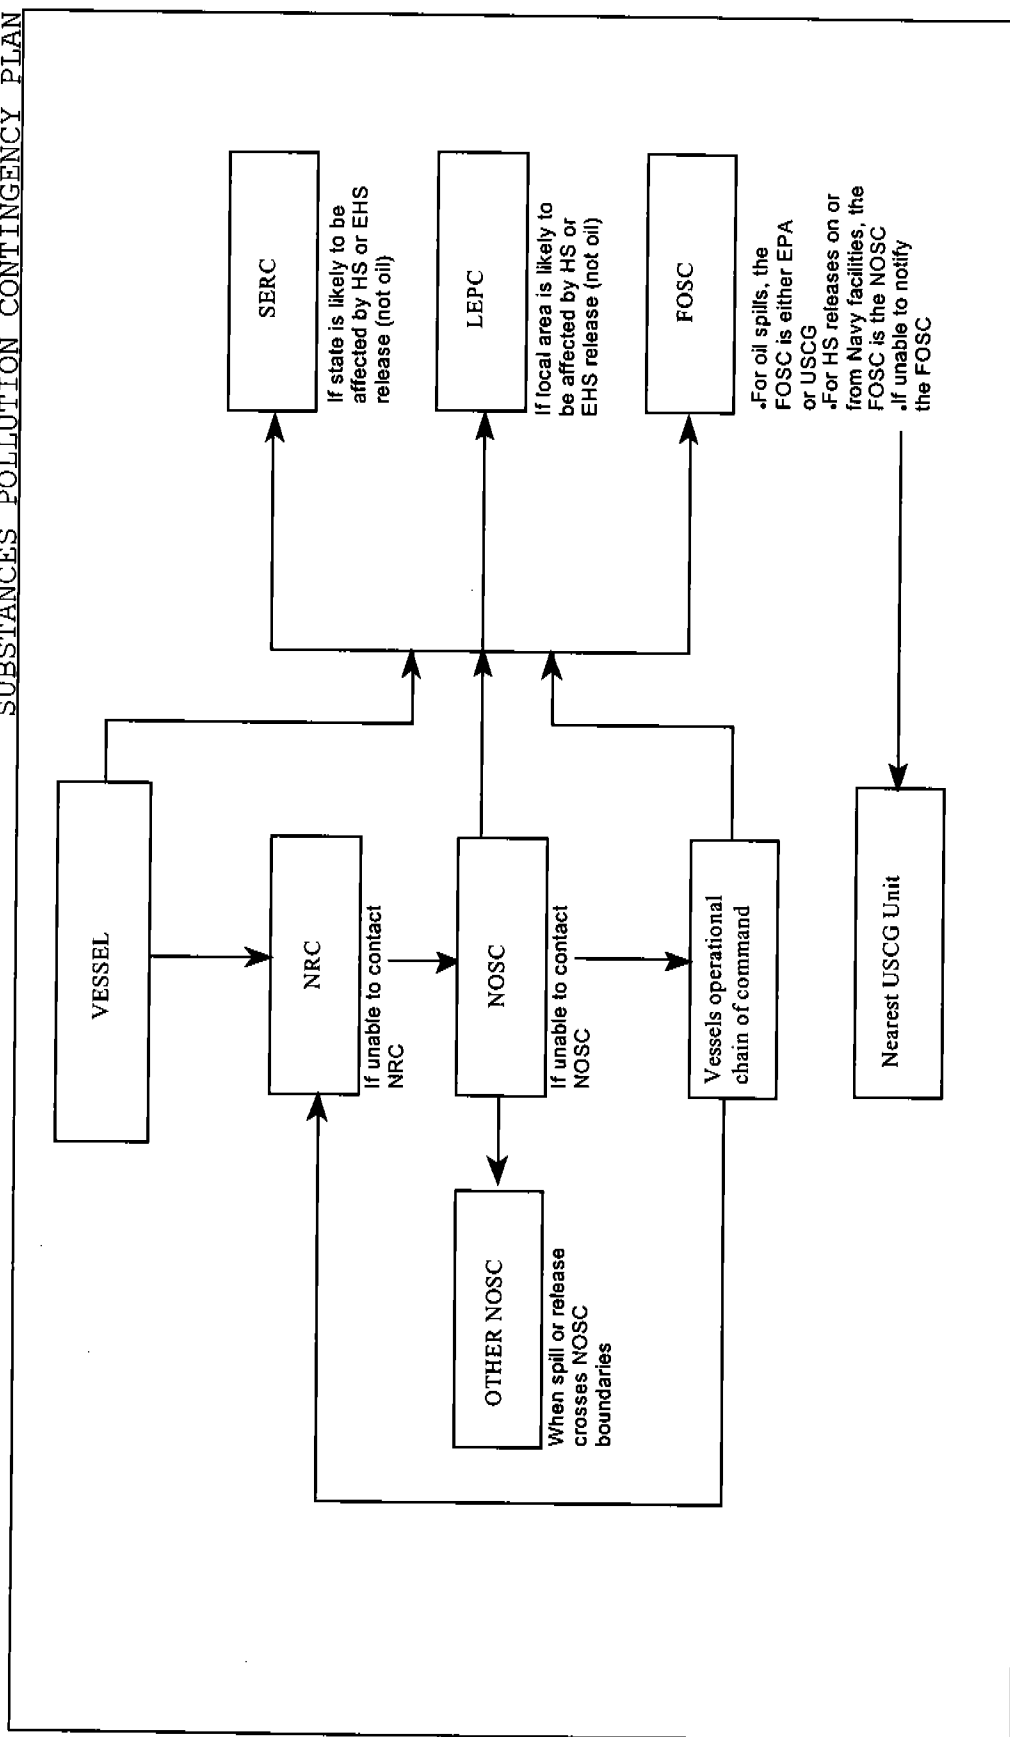 SUBSTANCES POLLUTION CONTINGENCY PLAN
VESSEL
NRC
If unable to contact
NRC
NOSC
If unable to contact
NOSC
OTHER NOSC
When spill or release
crosses NOSC
boundaries
Vessels operational
chain of command
Nearest USCG Unit
SERC
If state is likely to be
affected by HS or EHS
release (not oil)
LEPC
If local area is likely to
be affected by HS or
EHS release (not oil)
FOSC
•For oil spills, the
FOSC is either EPA
or USCG
•For HS releases on or
from Navy facilities, the
FOSC is the NOSC
•If unable to notify
the FOSC